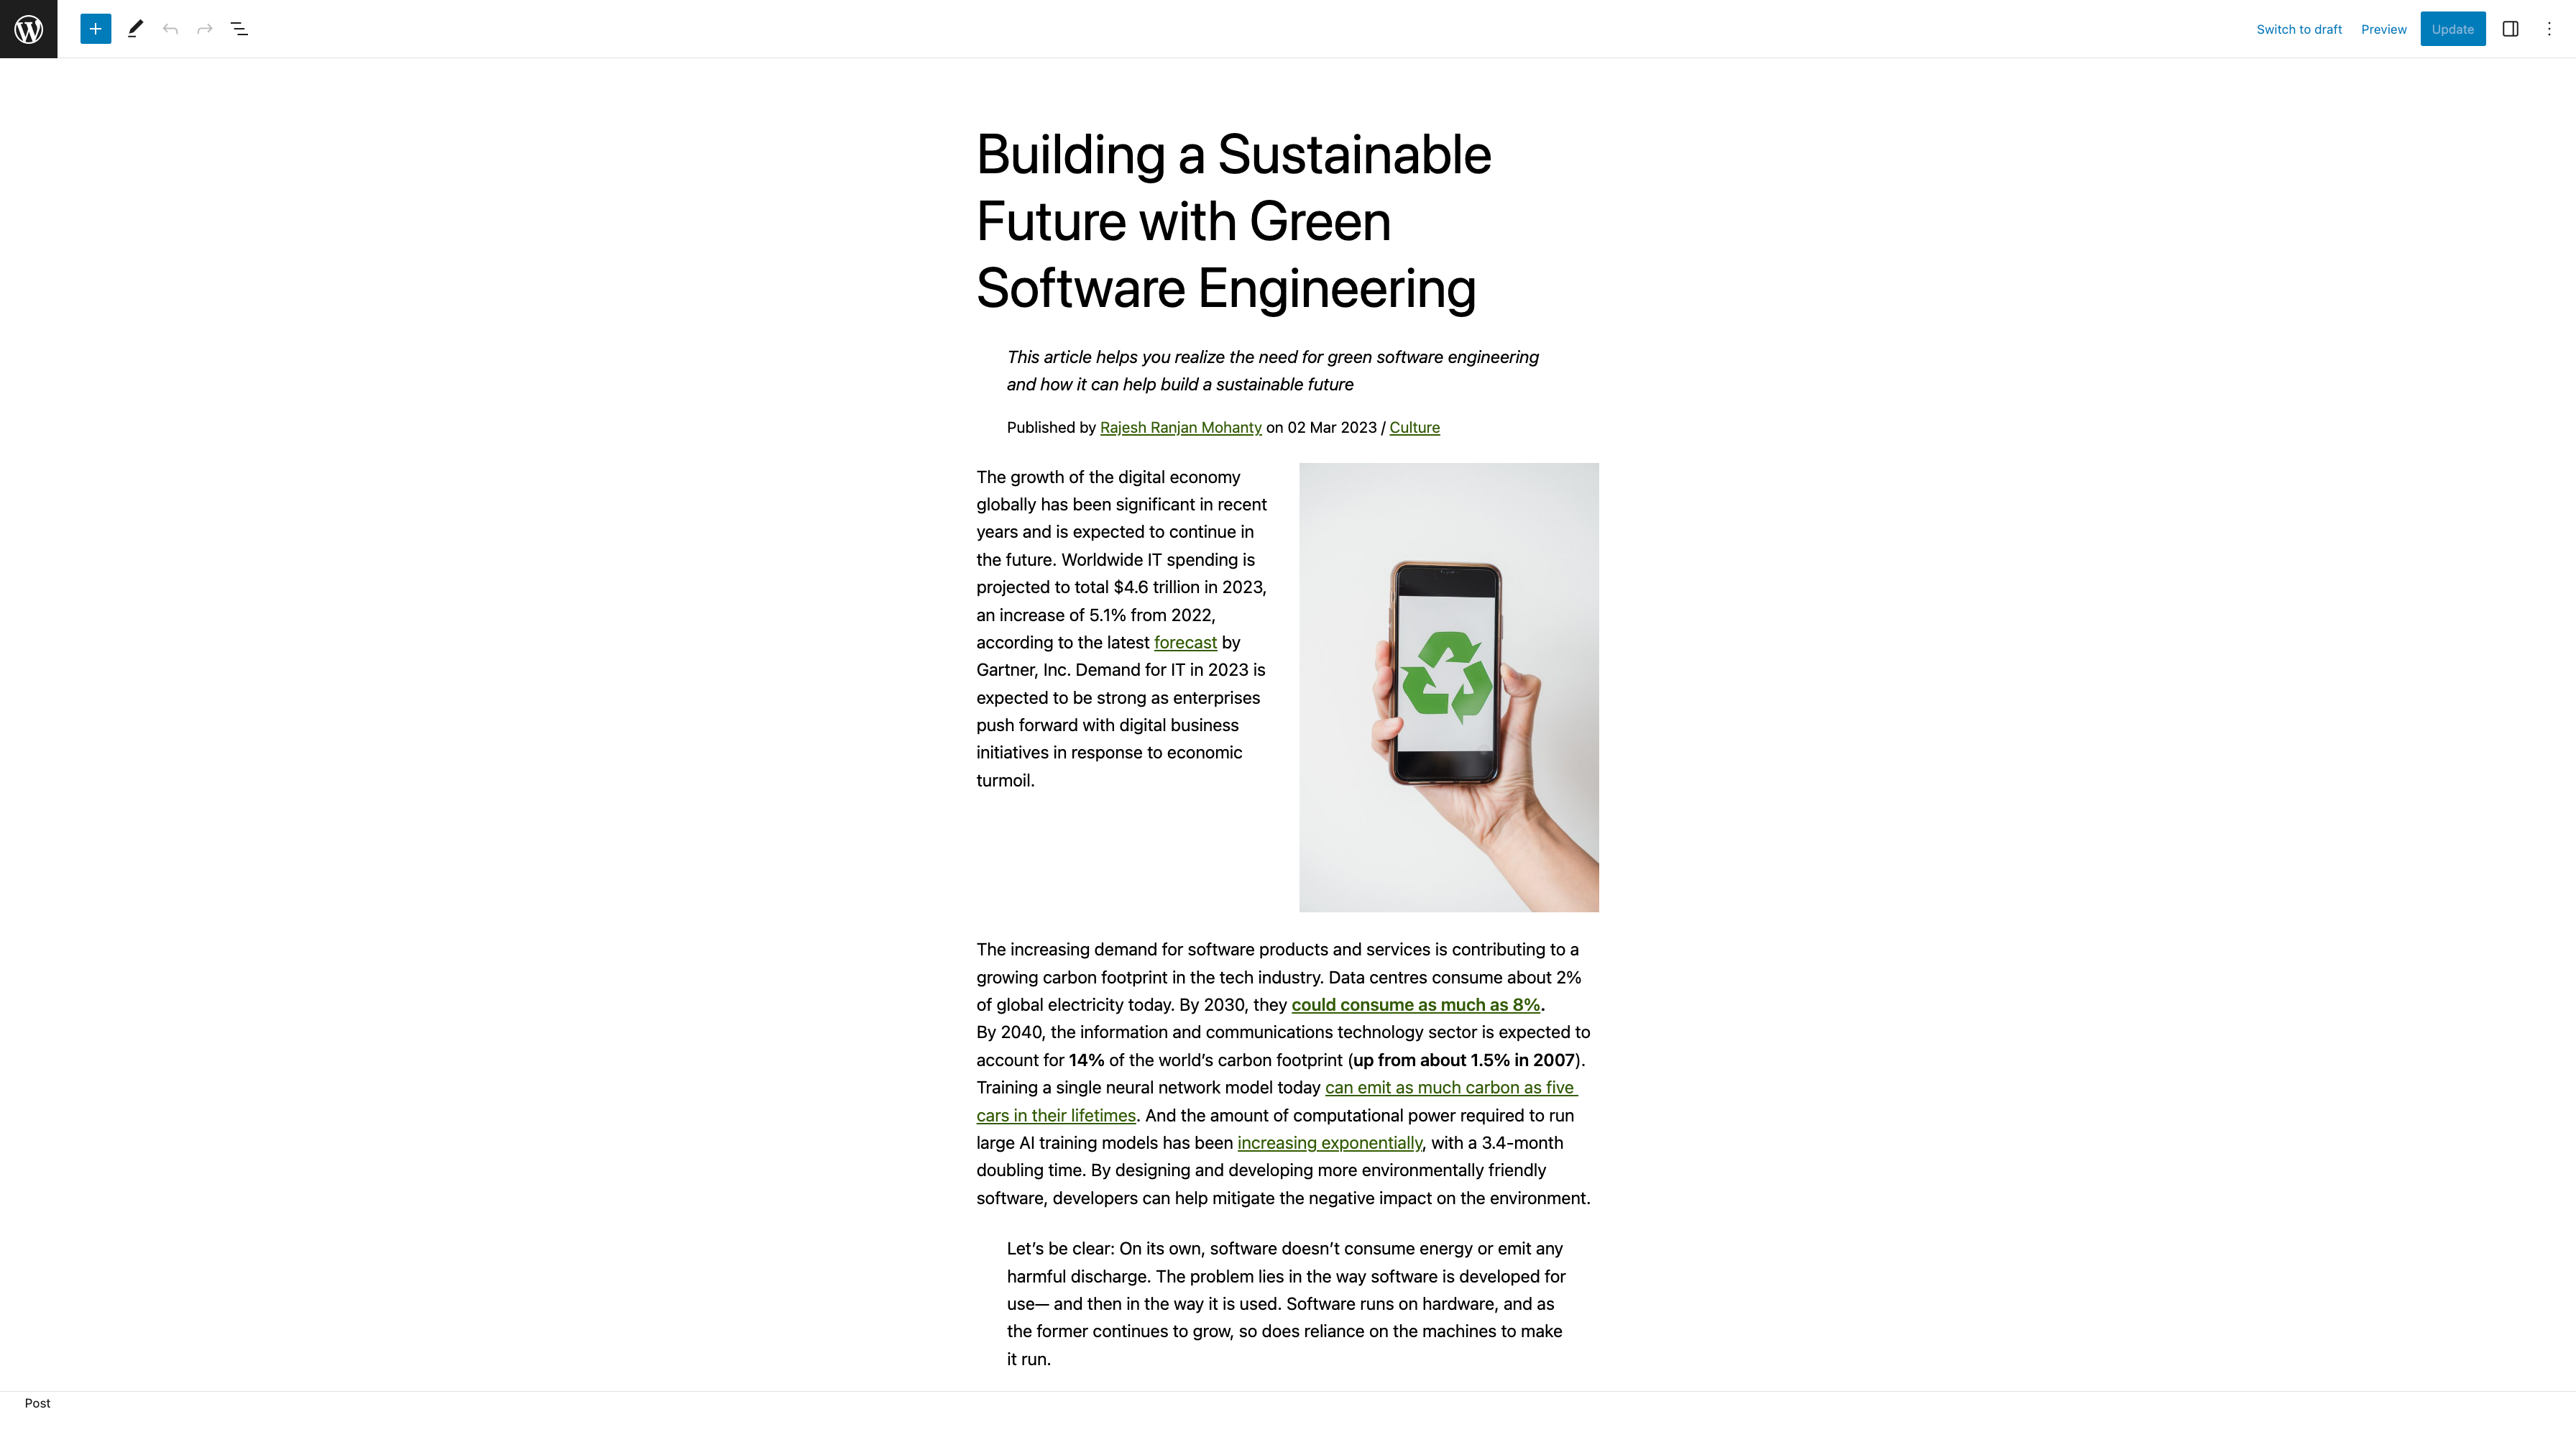 Switch to draft
Preview
Update
Building a Sustainable
Future with Green
Software Engineering
This article helps you realize the need for green software engineering
and how it can help build a sustainable future
Published by Rajesh Ranjan Mohanty on 02 Mar 2023 / Culture
The growth of the digital economy
globally has been significant in recent
years and is expected to continue in
the future. Worldwide IT spending is
projected to total $4.6 trillion in 2023,
an increase of 5.1% from 2022,
according to the latest forecast by
Gartner, Inc. Demand for IT in 2023 is
expected to be strong as enterprises
push forward with digital business
initiatives in response to economic
turmoil.
The increasing demand for software products and services is contributing to a
growing carbon footprint in the tech industry. Data centres consume about 2%
of global electricity today. By 2030, they could consume as much as 8%.
By 2040, the information and communications technology sector is expected to
account for 14% of the world’s carbon footprint (up from about 1.5% in 2007).
Training a single neural network model today can emit as much carbon as five
cars in their lifetimes. And the amount of computational power required to run
large AI training models has been increasing exponentially, with a 3.4-month
doubling time. By designing and developing more environmentally friendly
software, developers can help mitigate the negative impact on the environment.
Let’s be clear: On its own, software doesn’t consume energy or emit any
harmful discharge. The problem lies in the way software is developed for
use— and then in the way it is used. Software runs on hardware, and as
the former continues to grow, so does reliance on the machines to make
it run.
Post